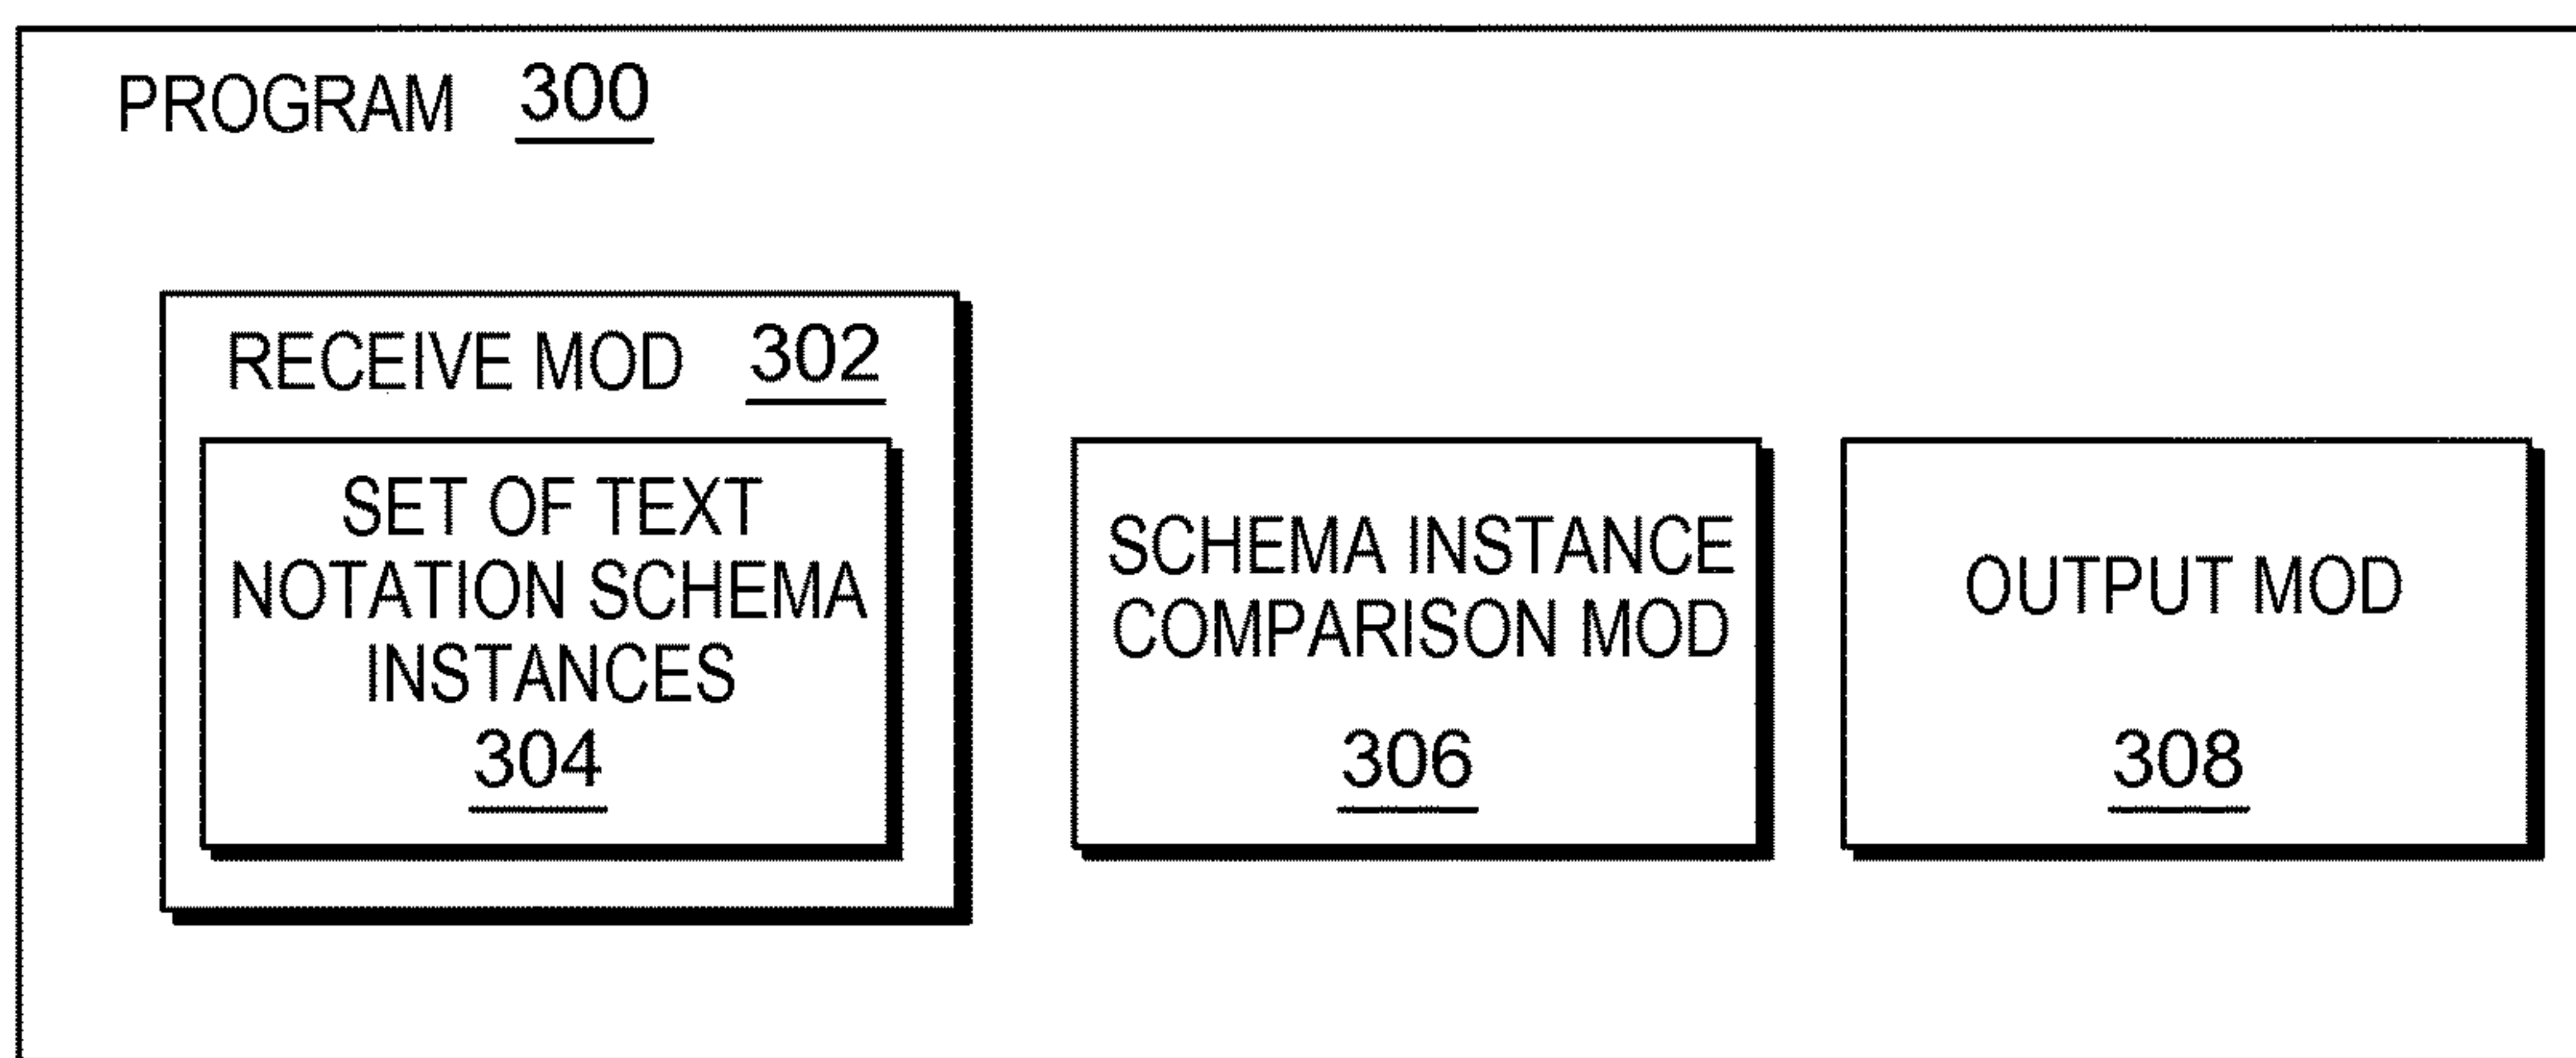 PROGRAM 300
RECEIVE MOD 302
SET OF TEXT
NOTATION SCHEMA
INSTANCES
304
SCHEMA INSTANCE
COMPARISON MOD
306
OUTPUT MOD
308